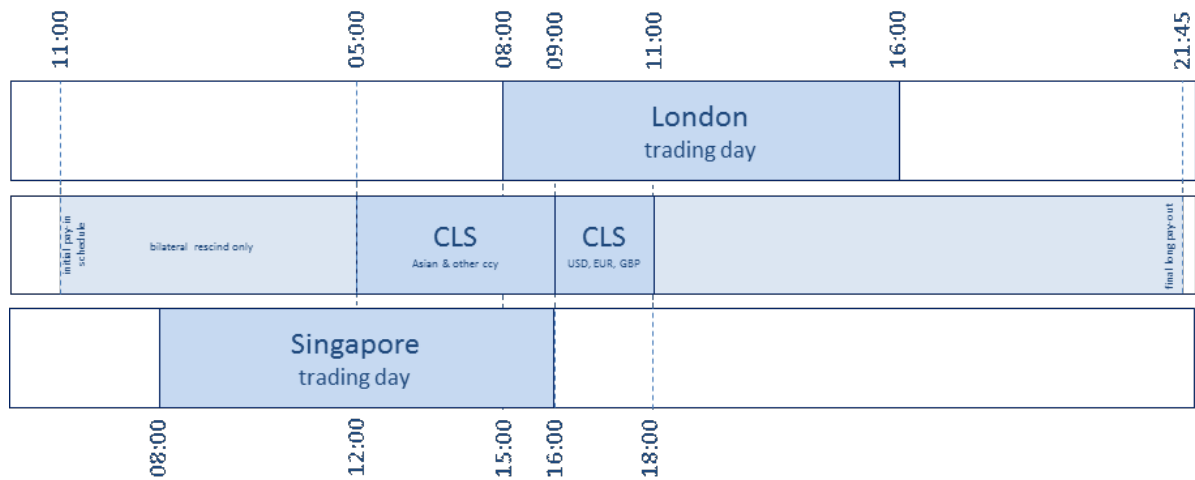 11:00
05:00
08:00
09:00
11:00
16:00
21:45
London
trading day
initial pay-in
schedule
bilateral rescind only
CLS
Asian & other ccy
CLS
USD, EUR, GBP
final long pay-out
Singapore
trading day
08:00
12:00
15:00
16:00
18:00